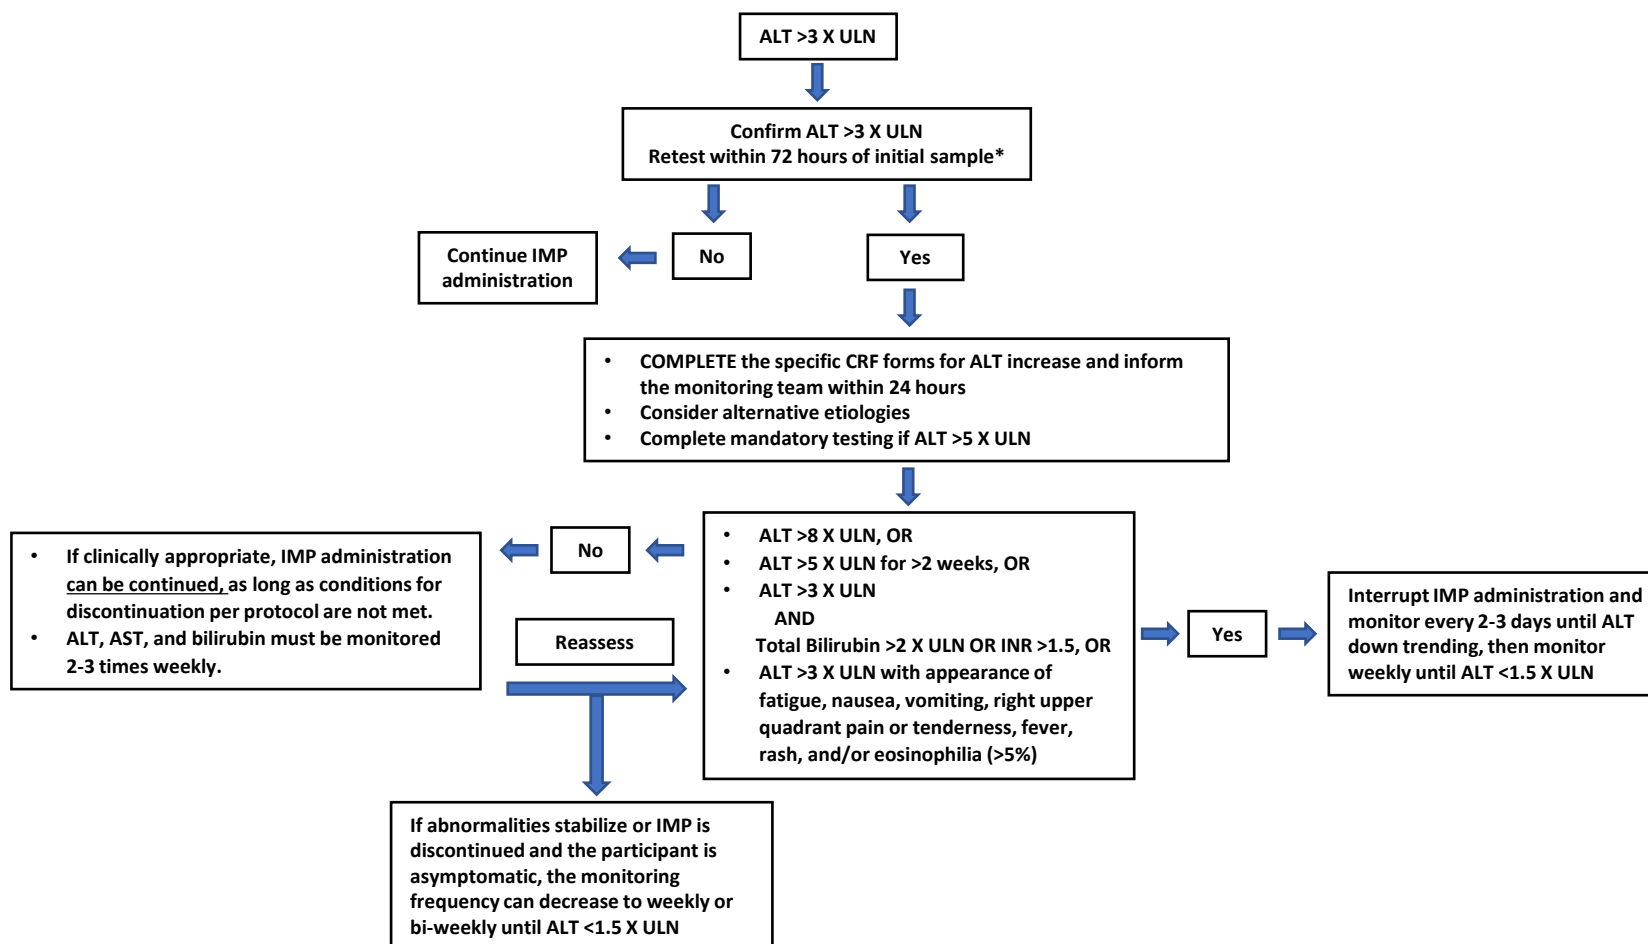 ALT >3 X ULN
Confirm ALT >3 X ULN
Retest within 72 hours of initial sample*
Continue IMP
administration
No
Yes
• COMPLETE the specific CRF forms for ALT increase and inform
the monitoring team within 24 hours
• Consider alternative etiologies
• Complete mandatory testing if ALT >5 X ULN
• If clinically appropriate, IMP administration
can be continued, as long as conditions for
discontinuation per protocol are not met.
• ALT, AST, and bilirubin must be monitored
2-3 times weekly.
No
Reassess
• ALT >8 X ULN, OR
• ALT >5 X ULN for >2 weeks, OR
• ALT >3 X ULN
AND
Total Bilirubin >2 X ULN OR INR >1.5, OR
• ALT >3 X ULN with appearance of
fatigue, nausea, vomiting, right upper
quadrant pain or tenderness, fever,
rash, and/or eosinophilia (>5%)
Yes
Interrupt IMP administration and
monitor every 2-3 days until ALT
down trending, then monitor
weekly until ALT <1.5 X ULN
If abnormalities stabilize or IMP is
discontinued and the participant is
asymptomatic, the monitoring
frequency can decrease to weekly or
bi-weekly until ALT <1.5 X ULN